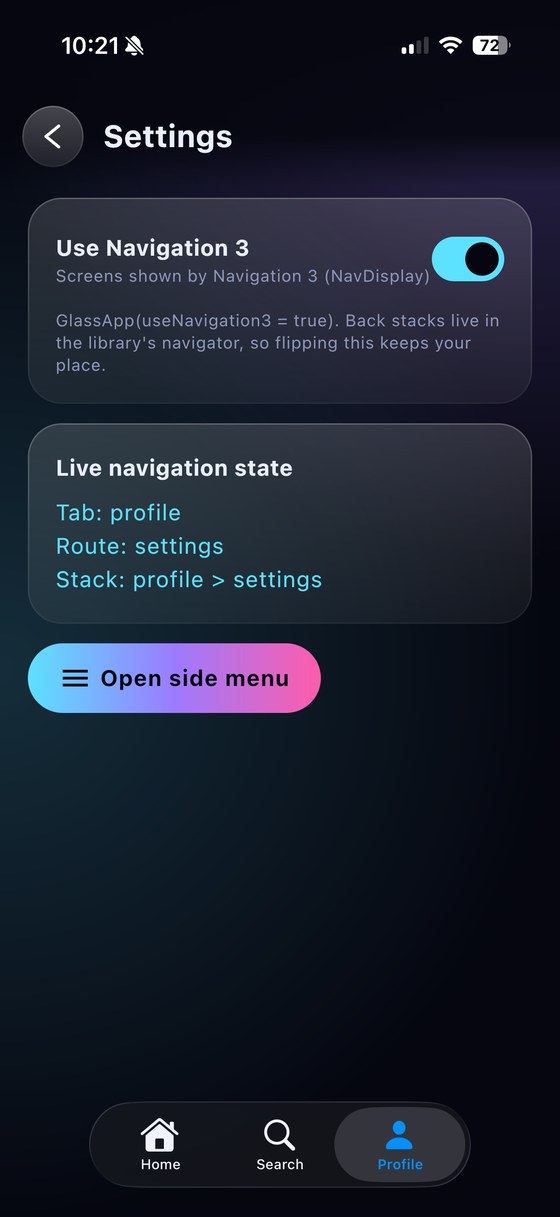 10:21
72
Settings
Use Navigation 3
Screens shown by Navigation 3 (NavDisplay)
GlassApp(useNavigation3 = true). Back stacks live in
the library's navigator, so flipping this keeps your
place.
Live navigation state
Tab: profile
Route: settings
Stack: profile > settings
Open side menu
Home
Search
Profile